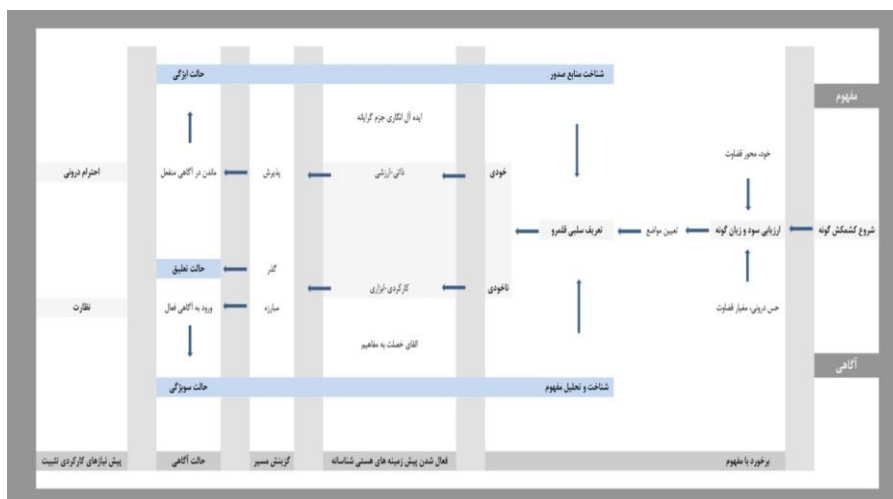 شناخت منابع صدور
حالت ابژگی
مفهوم
ایده آل انگاری جزم گرایانه
خود، محور قضاوت
خودی
ذاتی-ارزشی
پذیرش
ماندن در آگاهی منفعل
احترام درونی
شروع کشمکش گونه
ارزیابی سود و زیان گونه
تعیین مواضع
تعریف سلبی قلمرو
گذر
حالت تعلیق
ناخودی
کارکردی-ابزاری
حس درونی، معیار قضاوت
مبارزه
ورود به آگاهی فعال
نظارت
القای خصلت به مفاهیم
آگاهی
شناخت و تحلیل مفهوم
حالت سوبژگی
برخورد با مفهوم
فعال شدن پیش زمینه های هستی شناسانه
گزینش مسیر
حالت آگاهی
پیش نیازهای کارکردی تثبیت